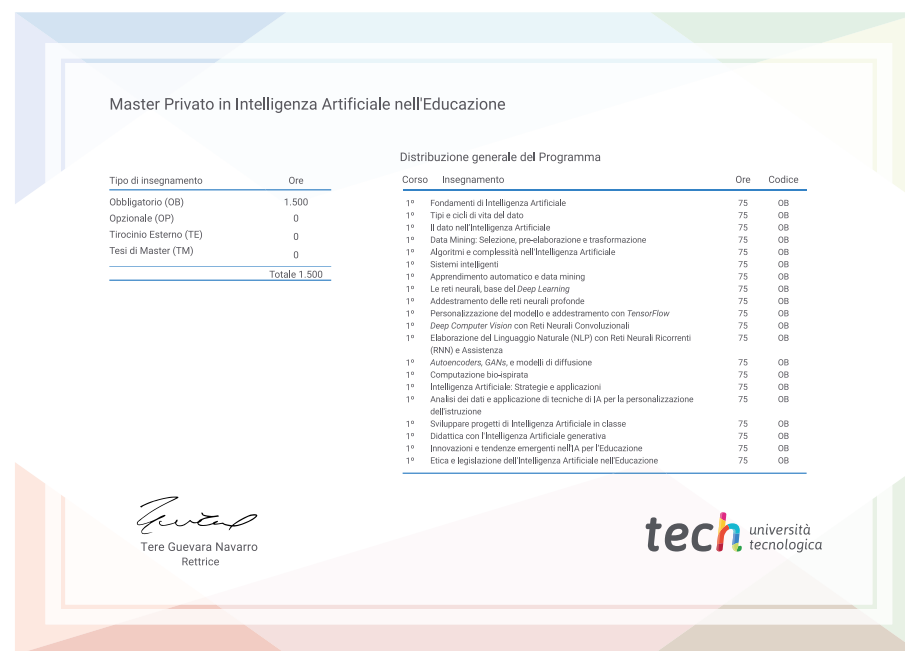 Master Privato in Intelligenza Artificiale nell'Educazione
Tipo di insegnamento Ore
Obbligatorio (OB) 1.500
Opzionale (OP) 0
Tirocinio Esterno (TE) 0
Tesi di Master (TM) 0
Totale 1.500
Distribuzione generale del Programma
Corso Insegnamento Ore Codice
1º Fondamenti di Intelligenza Artificiale 75 OB
1º Tipi e cicli di vita del dato 75 OB
1º Il dato nell'Intelligenza Artificiale 75 OB
1º Data Mining: Selezione, pre-elaborazione e trasformazione 75 OB
1º Algoritmi e complessità nell'Intelligenza Artificiale 75 OB
1º Sistemi intelligenti 75 OB
1º Apprendimento automatico e data mining 75 OB
1º Le reti neurali, base del Deep Learning 75 OB
1º Addestramento delle reti neurali profonde 75 OB
1º Personalizzazione del modello e addestramento con TensorFlow 75 OB
1º Deep Computer Vision con Reti Neurali Convoluzionali 75 OB
1º Elaborazione del Linguaggio Naturale (NLP) con Reti Neurali Ricorrenti 75 OB
(RNN) e Assistenza
1º Autoencoders, GANs, e modelli di diffusione 75 OB
1º Computazione bio-ispirata 75 OB
1º Intelligenza Artificiale: Strategie e applicazioni 75 OB
1º Analisi dei dati e applicazione di tecniche di IA per la personalizzazione 75 OB
dell'istruzione
1º Sviluppare progetti di Intelligenza Artificiale in classe 75 OB
1º Didattica con l'Intelligenza Artificiale generativa 75 OB
1º Innovazioni e tendenze emergenti nell'IA per l'Educazione 75 OB
1º Etica e legislazione dell'Intelligenza Artificiale nell'Educazione 75 OB
Tere Guevara Navarro
Rettrice
tech università
tecnologica